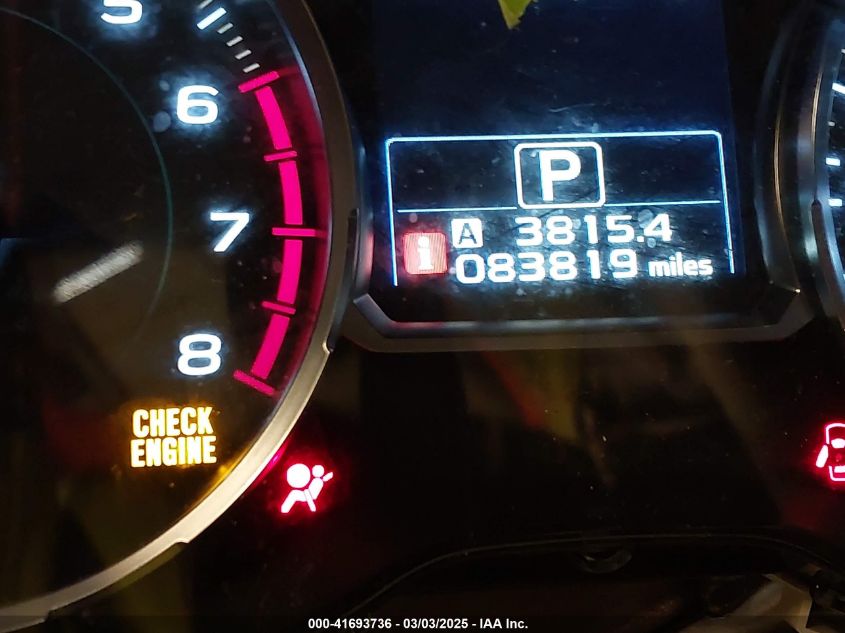 5
6
7
8
P
A 3815.4
i 083819 miles
CHECK
ENGINE
000-41693736 - 03/03/2025 - IAA Inc.